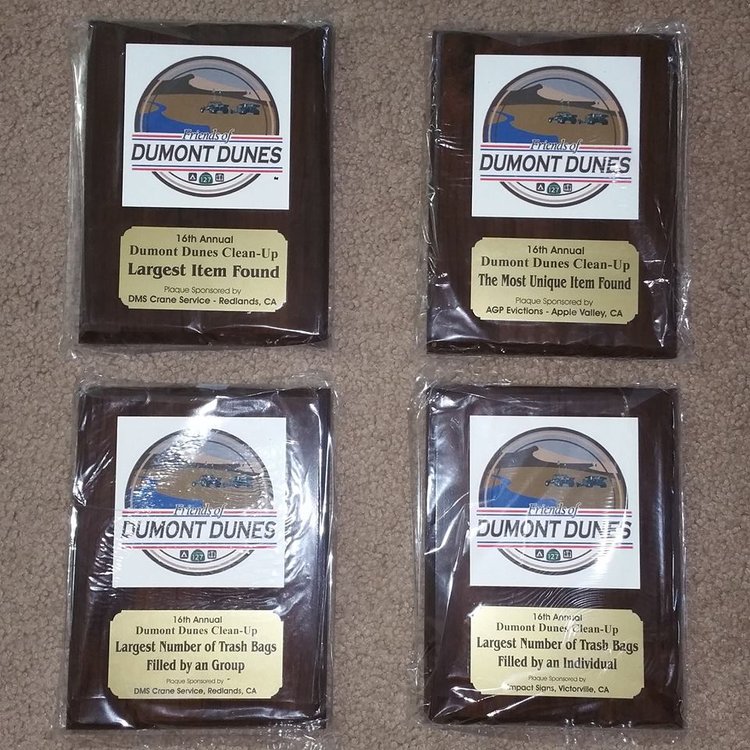 Friends of
DUMONT DUNES
127
16th Annual
Dumont Dunes Clean-Up
Largest Item Found
Plaque Sponsored by
DMS Crane Service - Redlands, CA
Friends of
DUMONT DUNES
127
16th Annual
Dumont Dunes Clean-Up
The Most Unique Item Found
Plaque Sponsored by
AGP Evictions - Apple Valley, CA
Friends of
DUMONT DUNES
127
16th Annual
Dumont Dunes Clean-Up
Largest Number of Trash Bags
Filled by an Group
Plaque Sponsored by
DMS Crane Service, Redlands, CA
Friends of
DUMONT DUNES
127
16th Annual
Dumont Dunes Clean-Up
Largest Number of Trash Bags
Filled by an Individual
Plaque Sponsored by
Impact Signs, Victorville, CA